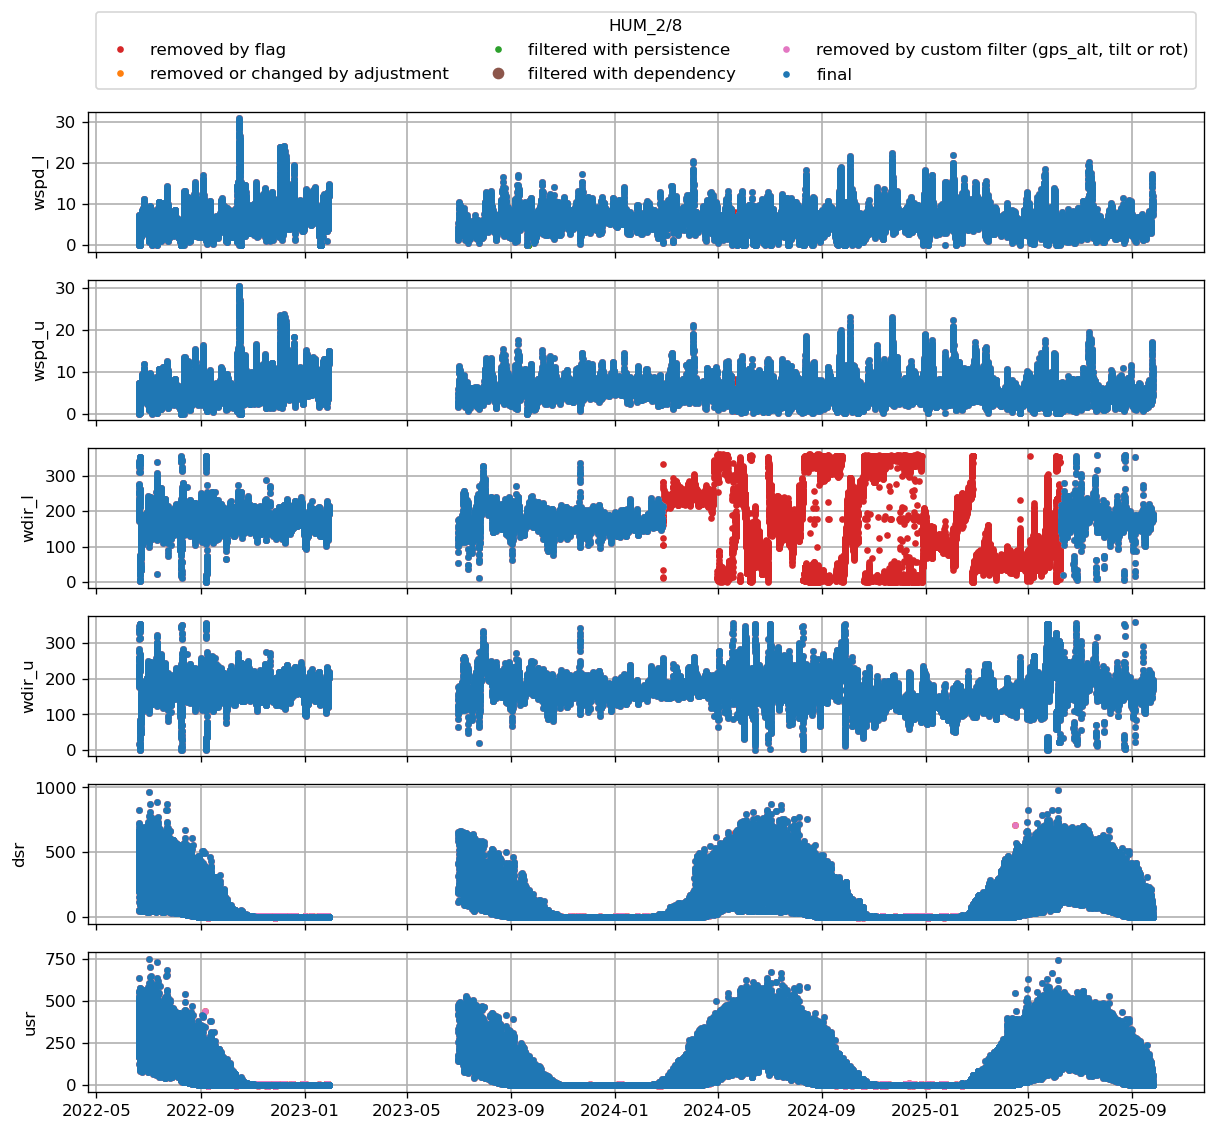 HUM_2/8
removed by flag
removed or changed by adjustment
filtered with persistence
filtered with dependency
removed by custom filter (gps_alt, tilt or rot)
final
wspd_l
30
20
10
0
wspd_u
30
20
10
0
wdir_l
300
200
100
0
wdir_u
300
200
100
0
dsr
1000
500
0
usr
750
500
250
0
2022-05 2022-09 2023-01 2023-05 2023-09 2024-01 2024-05 2024-09 2025-01 2025-05 2025-09